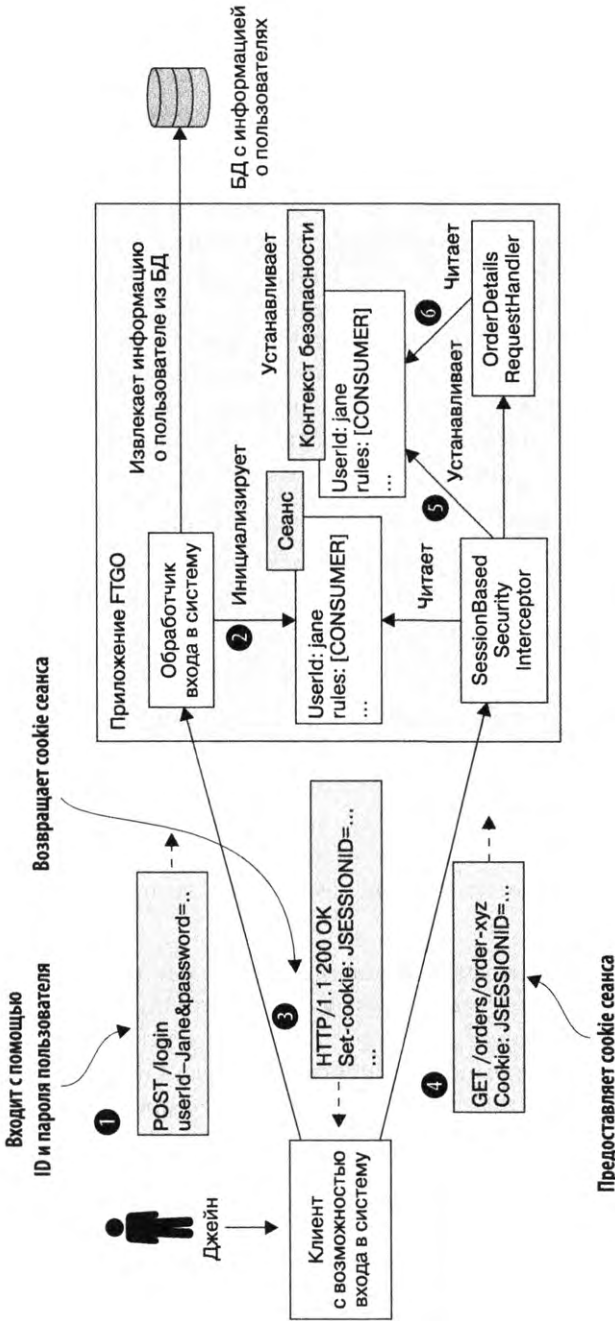 Входит с помощью
ID и пароля пользователя
Возвращает cookie сеанса
1
POST /login
userId–Jane&password=..
Джейн
Клиент
с возможностью
входа в систему
3
HTTP/1.1 200 OK
Set-cookie: JSESSIONID=...
...
4
GET /orders/order-xyz
Cookie: JSESSIONID=...
Предоставляет cookie сеанса
Приложение FTGO
Обработчик
входа в систему
Извлекает информацию
о пользователе из БД
БД с информацией
о пользователях
2
Инициализирует
Сеанс
UserId: jane
rules: [CONSUMER]
...
Устанавливает
Контекст безопасности
UserId: jane
rules: [CONSUMER]
...
Читает
5
Устанавливает
6
Читает
SessionBased
Security
Interceptor
OrderDetails
RequestHandler